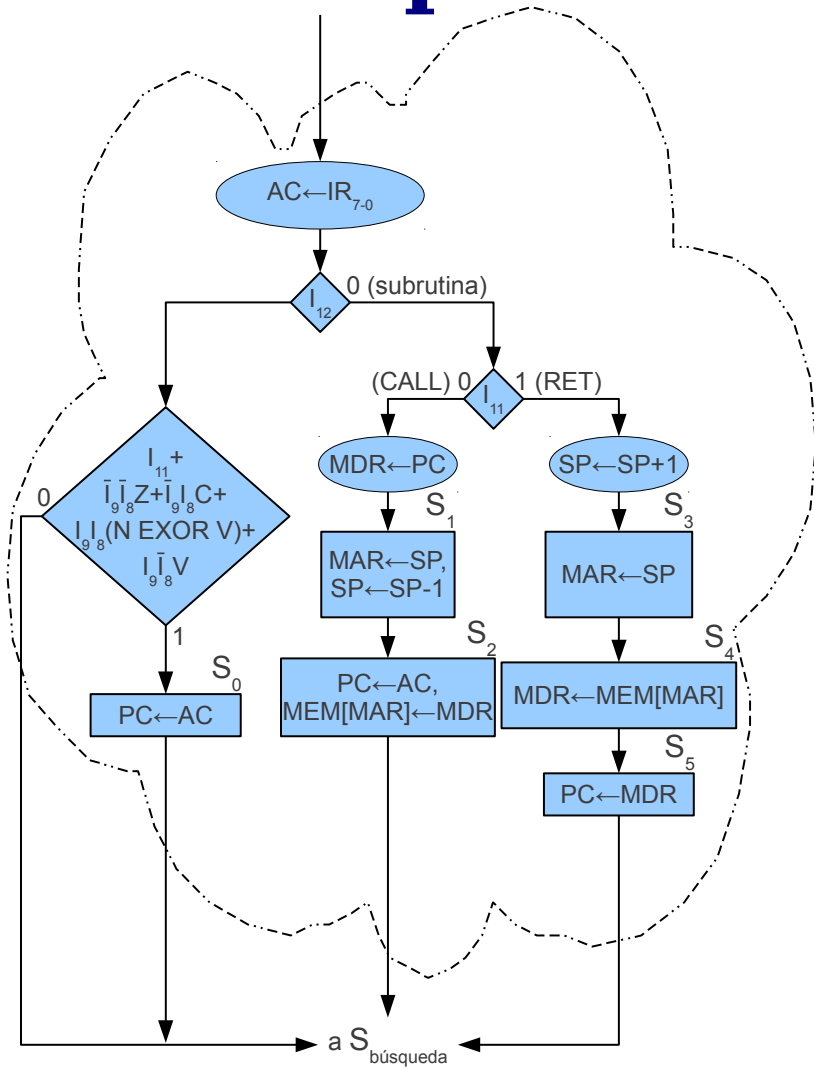 AC←IR₇₋₀
0 (subrutina)
I₁₂
(CALL) 0
1 (RET)
I₁₁
0
I₁₁+
Ī₉Ī₈Z+Ī₉I₈C+
I₉I₈(N EXOR V)+
I₉Ī₈V
1
MDR←PC
SP←SP+1
S₁
MAR←SP,
SP←SP-1
S₃
MAR←SP
S₀
PC←AC
S₂
PC←AC,
MEM[MAR]←MDR
S₄
MDR←MEM[MAR]
S₅
PC←MDR
a S búsqueda